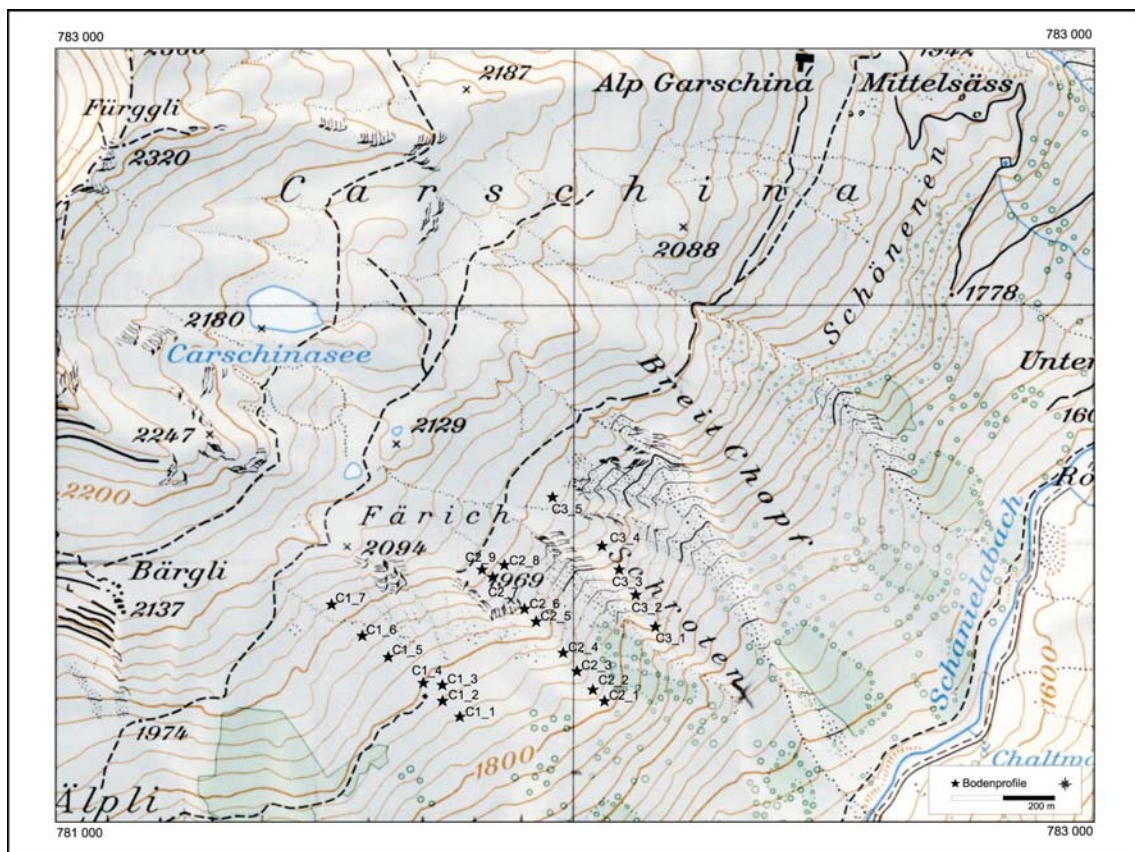 783 000
783 000
2187
Alp Garschina
Mittelsäss
Fürggli
2320
Carschina
Schönenen
2088
1778
2180
Carschinasee
Unter
Breit Chopf
2129
2247
2200
C3_5
Färich
C3_4
2094
C2_9
C2_8
1969
C2_7
C3_3
Bärgli
2137
C1_7
C2_6
C2_5
C3_2
Schroten
C3_1
C1_6
C1_5
C2_4
C2_3
C1_4
C1_3
C2_2
C1_2
C2_1
C1_1
Schanielabach
1600
1974
1800
Älpli
Bodenprofile
200 m
781 000
783 000